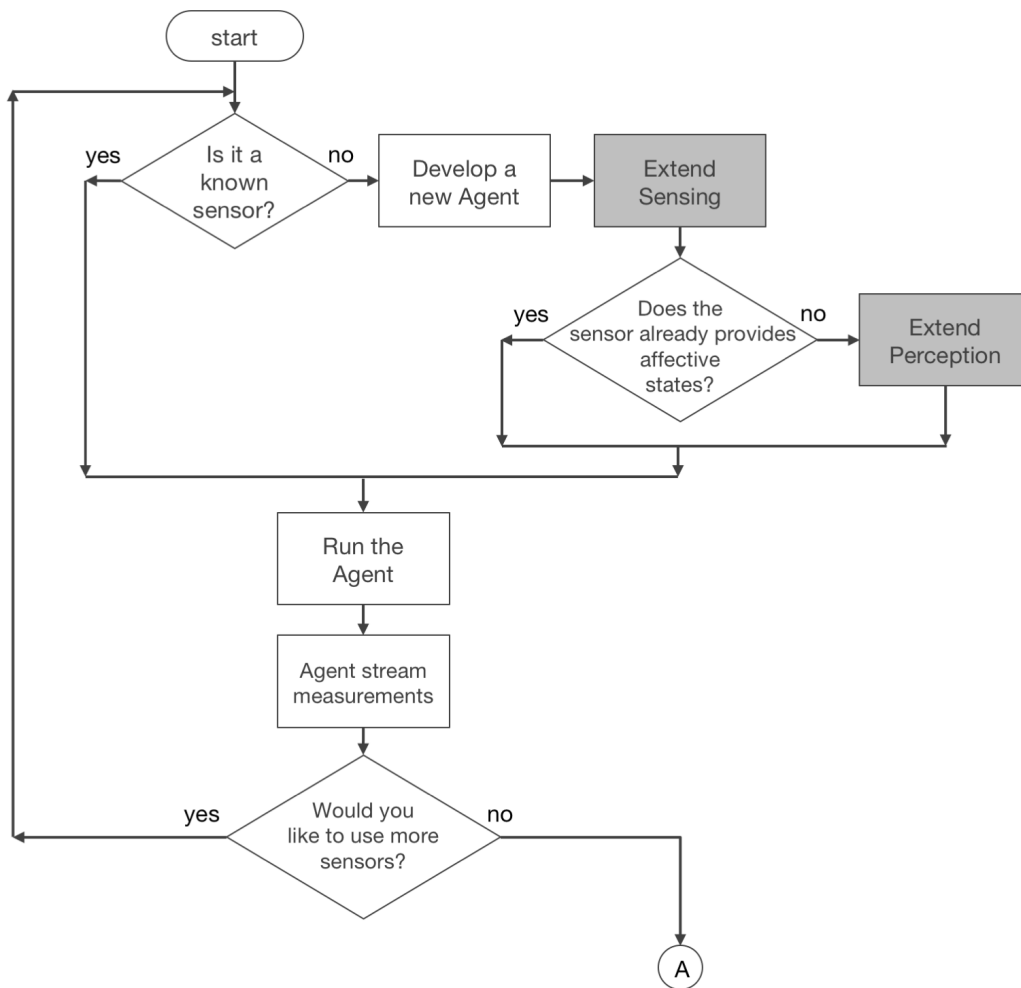 start
yes
Is it a
known
sensor?
no
Develop a
new Agent
Extend
Sensing
yes
Does the
sensor already provides
affective
states?
no
Extend
Perception
Run the
Agent
Agent stream
measurements
yes
Would you
like to use more
sensors?
no
A